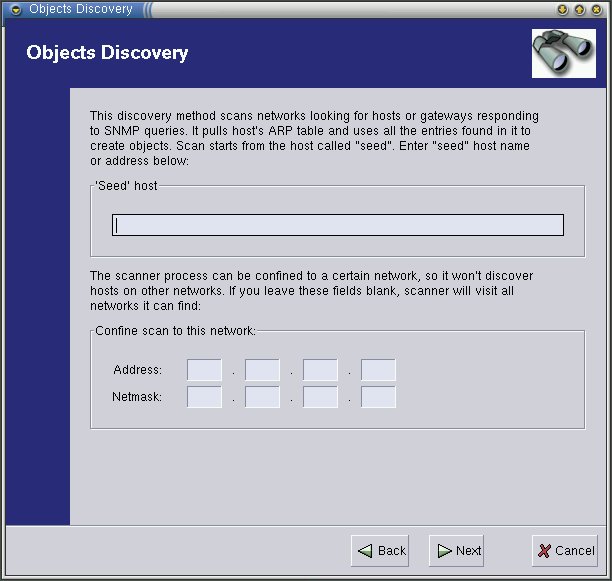 Objects Discovery
Objects Discovery
This discovery method scans networks looking for hosts or gateways responding
to SNMP queries. It pulls host's ARP table and uses all the entries found in it to
create objects. Scan starts from the host called "seed". Enter "seed" host name
or address below:
'Seed' host
The scanner process can be confined to a certain network, so it won't discover
hosts on other networks. If you leave these fields blank, scanner will visit all
networks it can find:
Confine scan to this network:
Address: . . .
Netmask: . . .
Back Next Cancel